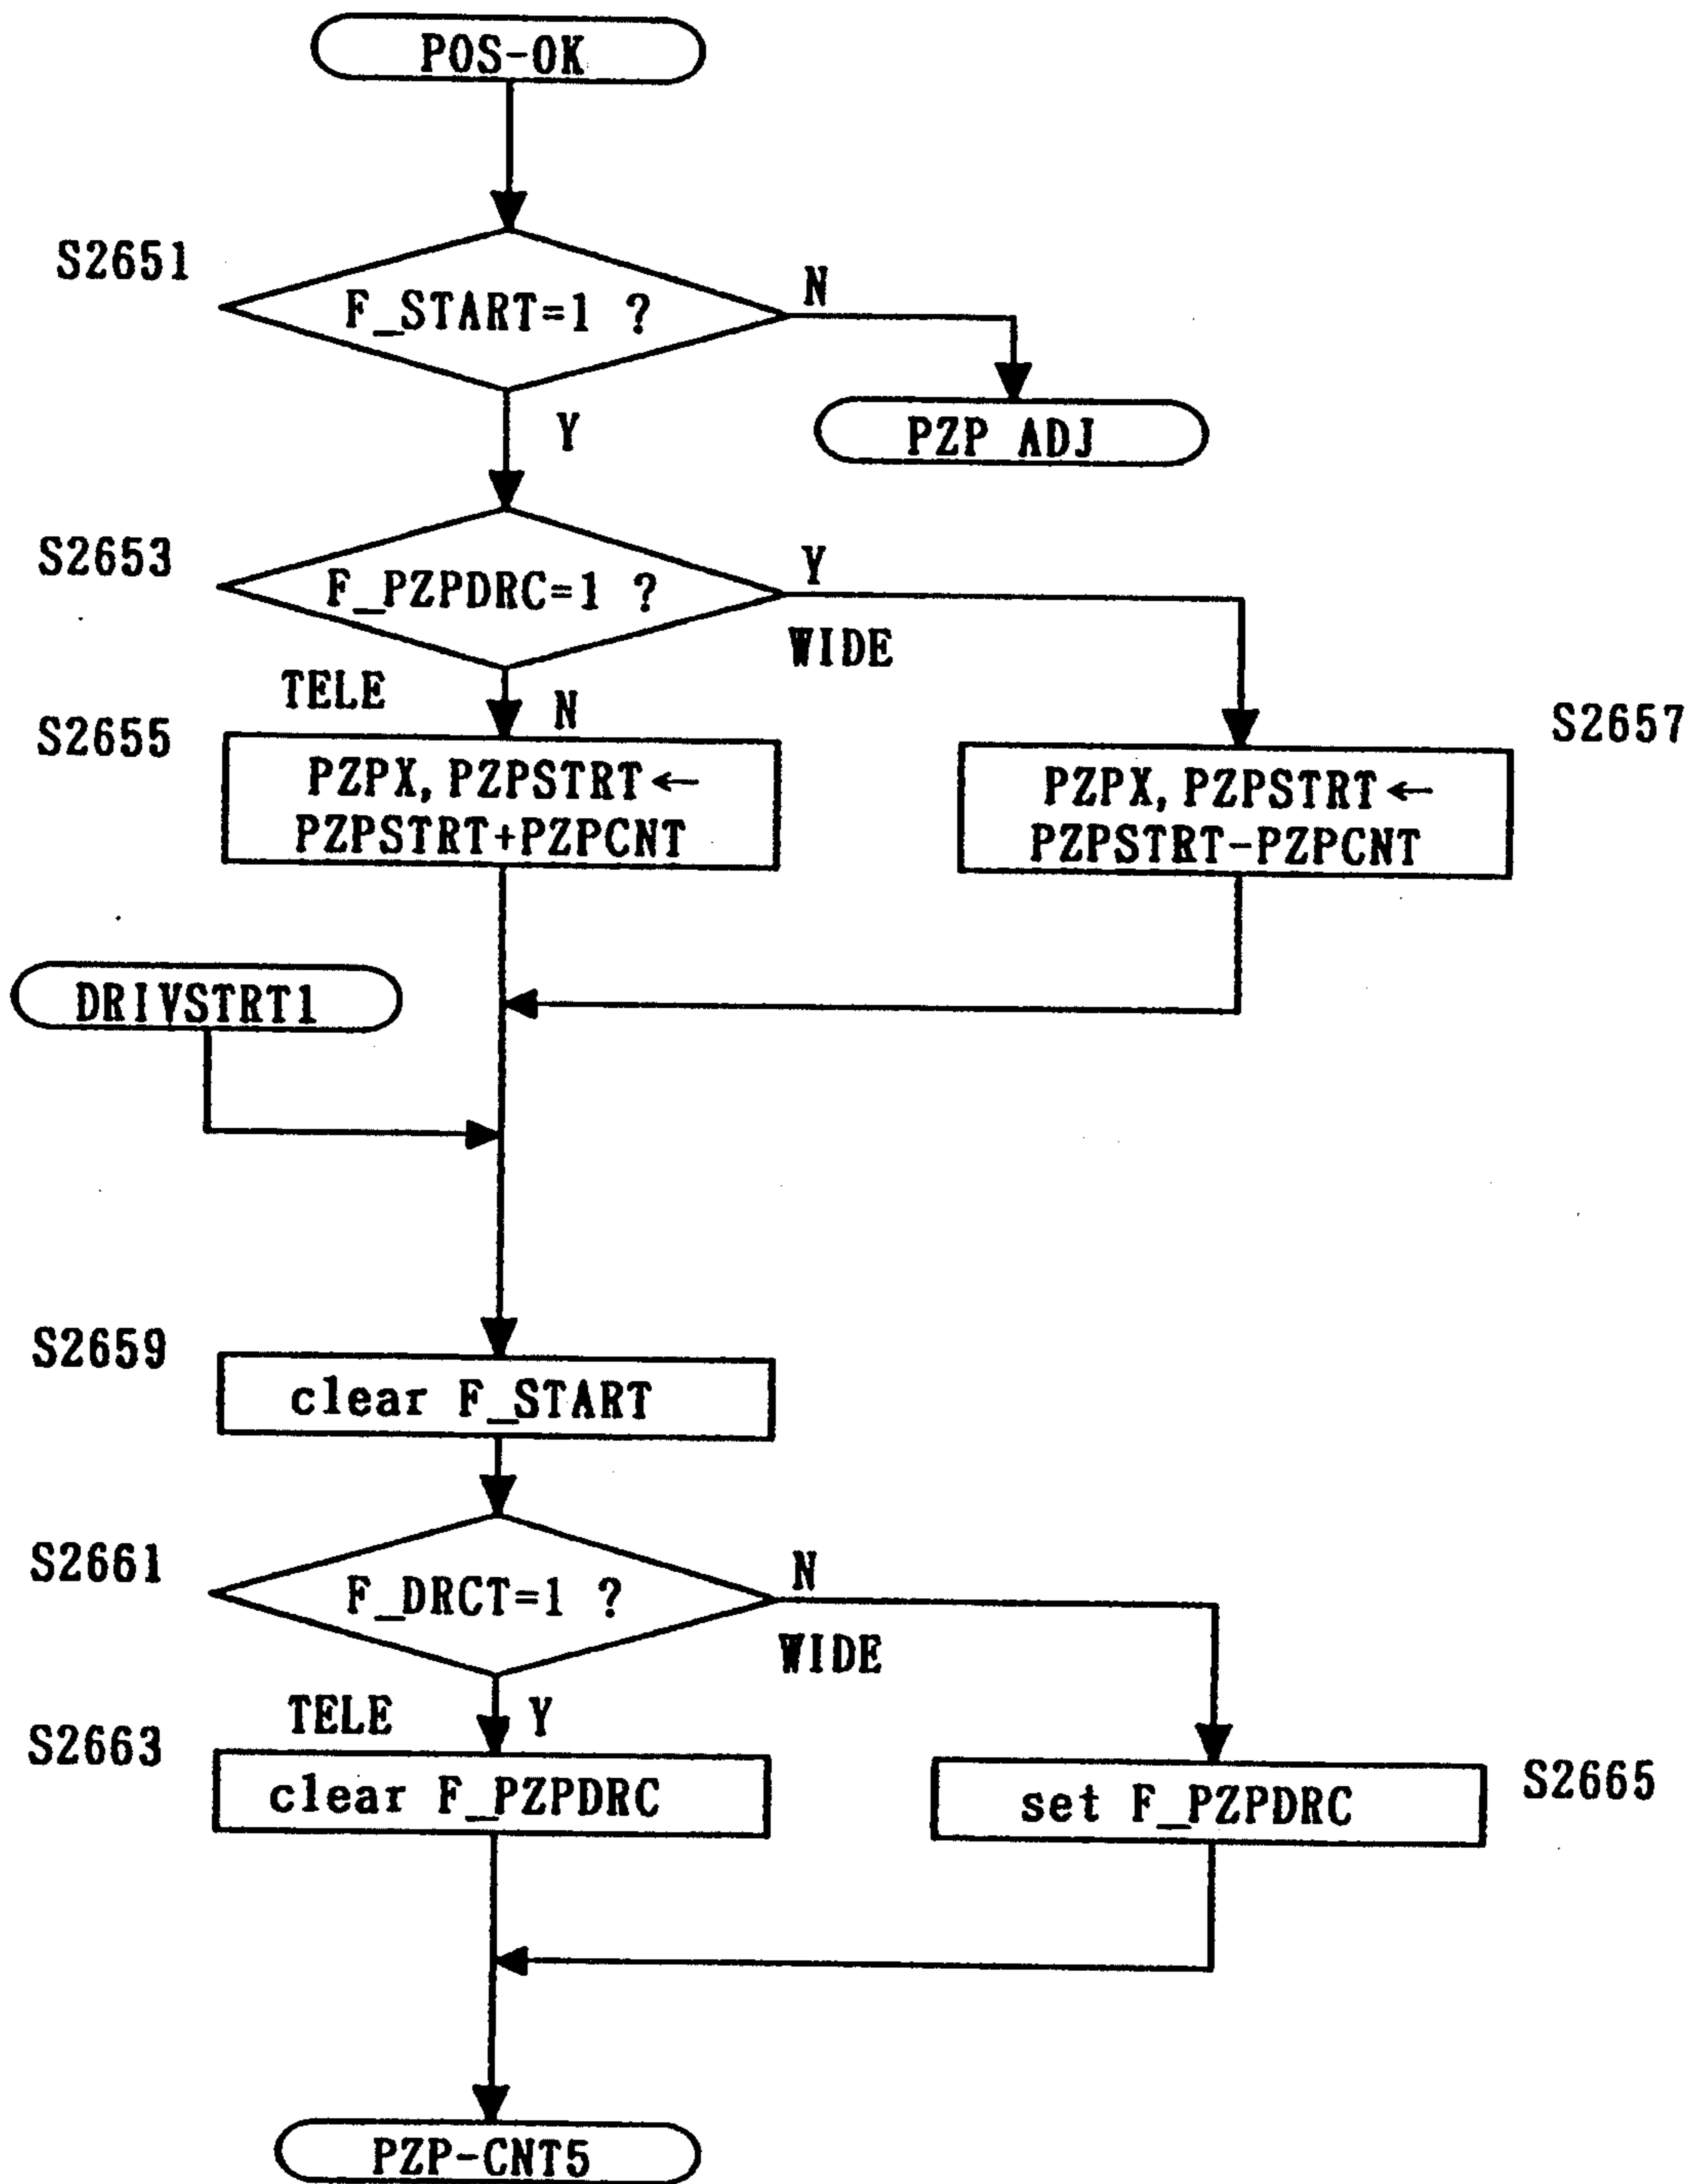 POS-OK
S2651
F_START=1 ?
N
Y
PZP ADJ
S2653
F_PZPDRC=1 ?
Y
WIDE
TELE
N
S2655
PZPX, PZPSTRT←
PZPSTRT+PZPCNT
S2657
PZPX, PZPSTRT←
PZPSTRT-PZPCNT
DRIVSTRT1
S2659
clear F_START
S2661
F_DRCT=1 ?
N
WIDE
TELE
Y
S2663
clear F_PZPDRC
S2665
set F_PZPDRC
PZP-CNT5